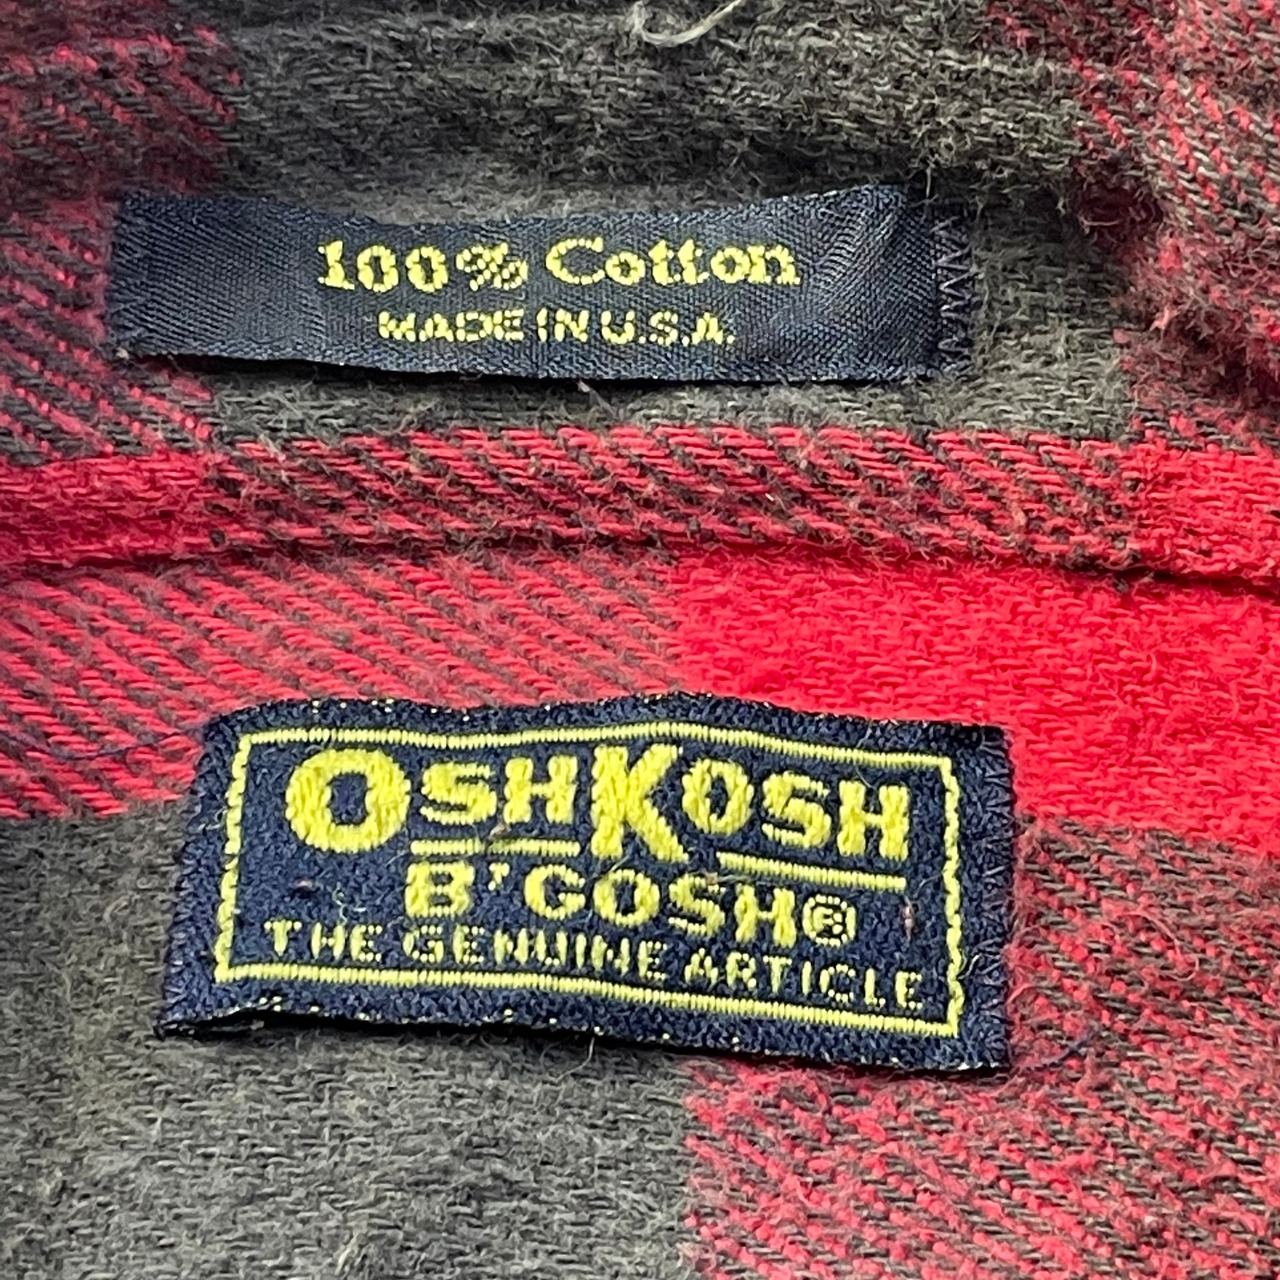 100% Cotton
MADE IN U.S.A.
OSHKOSH
B'GOSH®
THE GENUINE ARTICLE